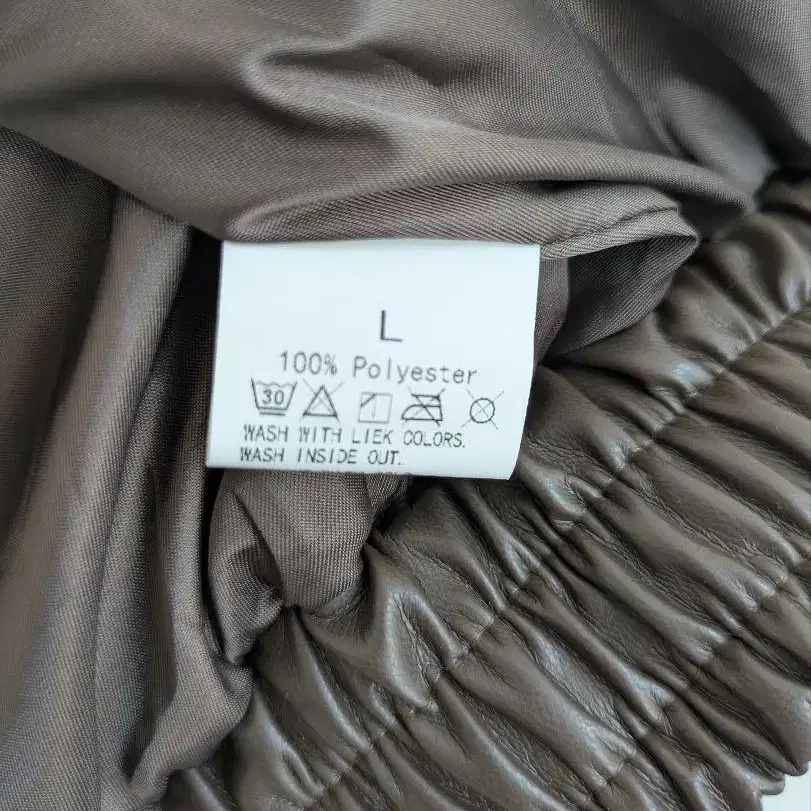 L
100% Polyester
30
WASH WITH LIEK COLORS.
WASH INSIDE OUT.